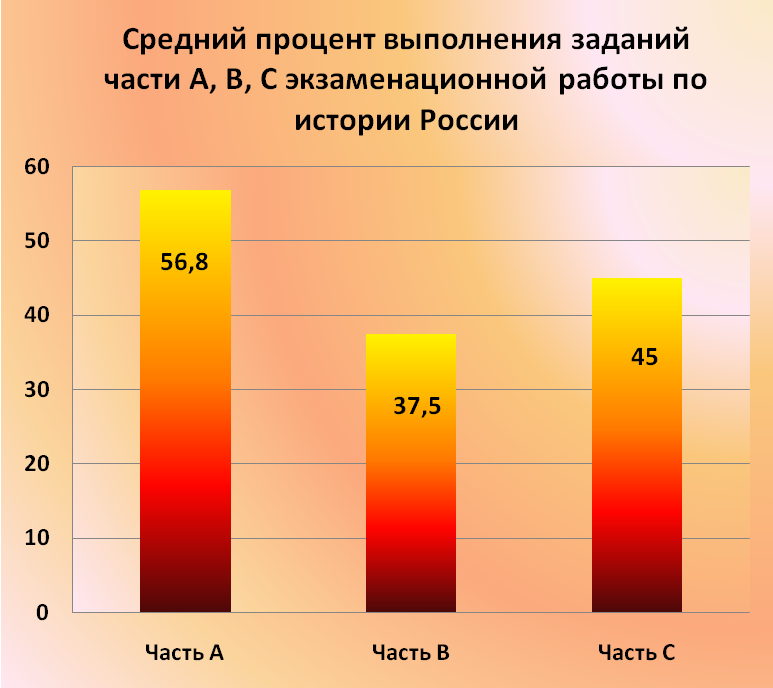 Средний процент выполнения заданий
части А, В, С экзаменационной работы по
истории России
60
50
40
30
20
10
0
56,8
37,5
45
Часть А
Часть В
Часть С